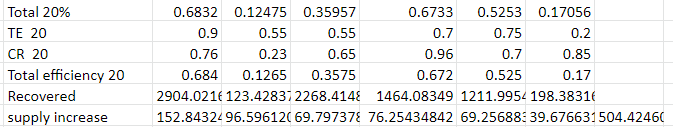 Total 20% 0.6832 0.12475 0.35957 0.6733 0.5253 0.17056
TE 20 0.9 0.55 0.55 0.7 0.75 0.2
CR 20 0.76 0.23 0.65 0.96 0.7 0.85
Total efficiency 20 0.684 0.1265 0.3575 0.672 0.525 0.17
Recovered 2904.0216 123.42837 2268.4148 1464.08349 1211.9954 198.38316
supply increase 152.84324 96.596120 69.797378 76.25434842 69.256883 39.676631 504.42460